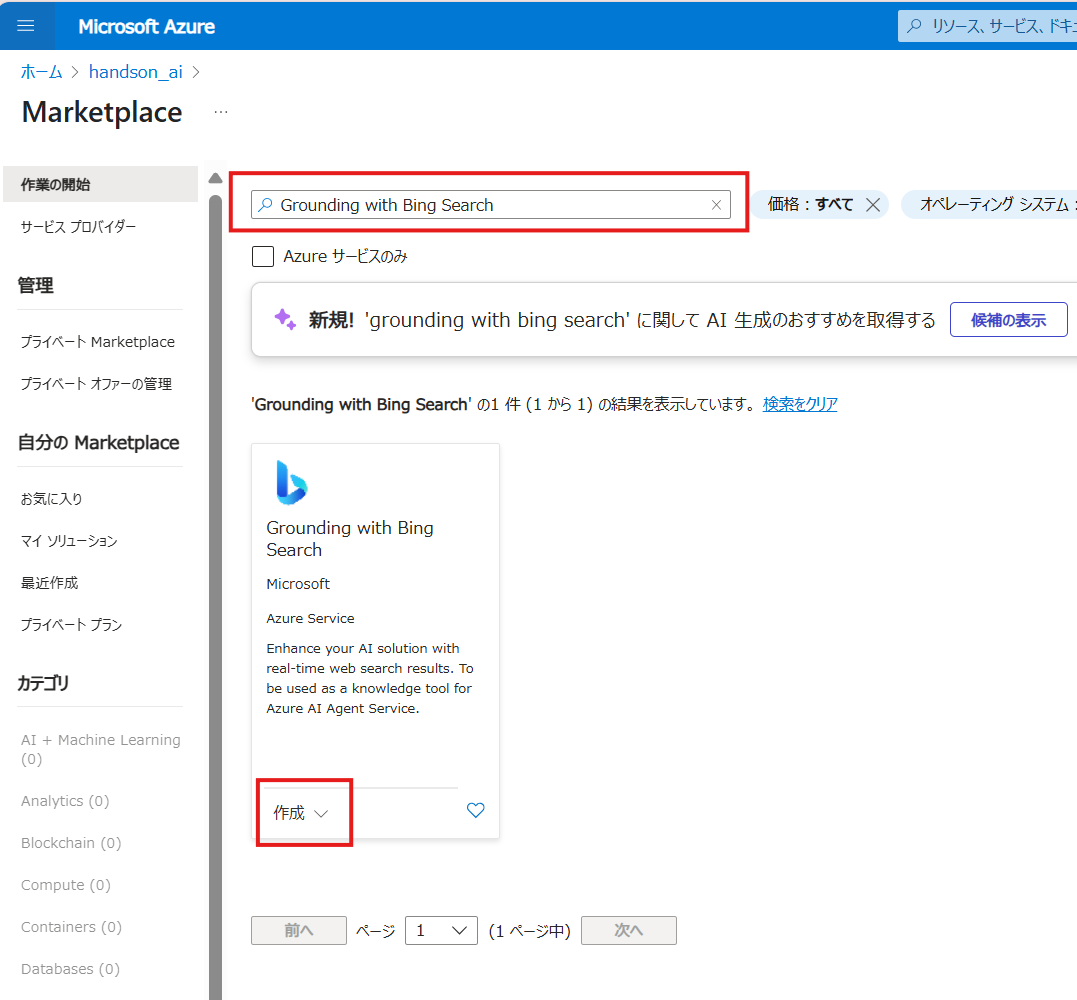 Microsoft Azure
リソース、サービス、ドキュ
ホーム > handson_ai >
Marketplace ...
作業の開始
サービス プロバイダー
管理
プライベート Marketplace
プライベート オファーの管理
自分の Marketplace
お気に入り
マイ ソリューション
最近作成
プライベート プラン
カテゴリ
AI + Machine Learning
(0)
Analytics (0)
Blockchain (0)
Compute (0)
Containers (0)
Databases (0)
Grounding with Bing Search
価格 : すべて
オペレーティング システム :
Azure サービスのみ
新規! 'grounding with bing search' に関して AI 生成のおすすめを取得する
候補の表示
'Grounding with Bing Search' の1 件 (1 から 1) の結果を表示しています。 検索をクリア
Grounding with Bing
Search
Microsoft
Azure Service
Enhance your AI solution with
real-time web search results. To
be used as a knowledge tool for
Azure AI Agent Service.
作成
前へ ページ 1 (1 ページ中) 次へ